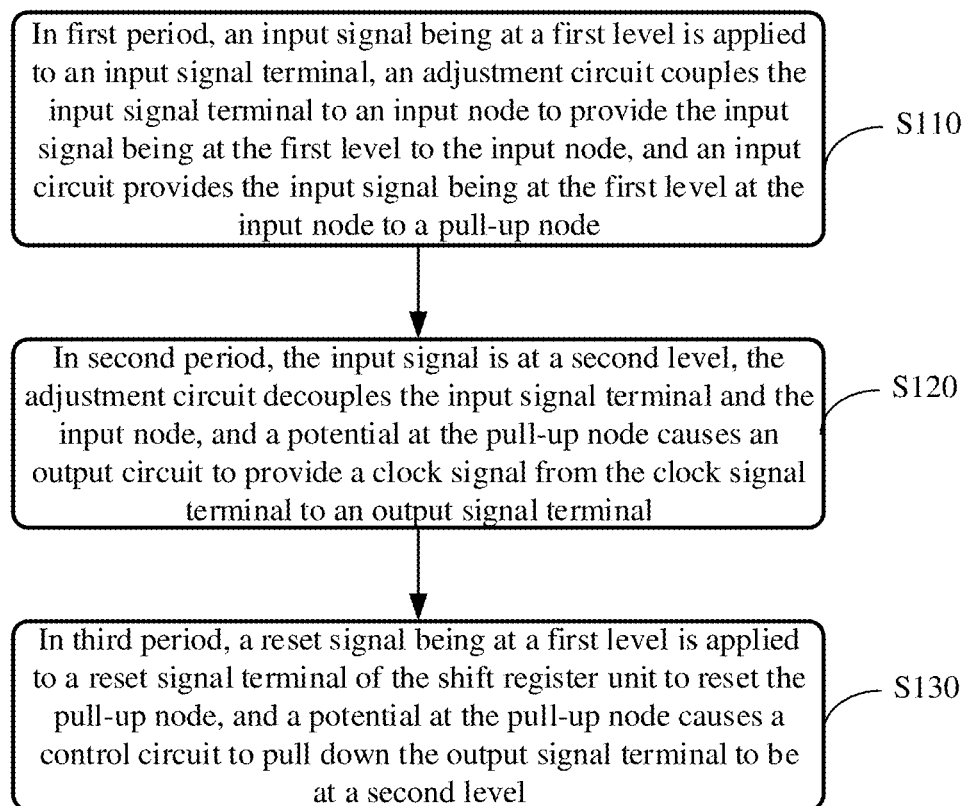 In first period, an input signal being at a first level is applied
to an input signal terminal, an adjustment circuit couples the
input signal terminal to an input node to provide the input
signal being at the first level to the input node, and an input
circuit provides the input signal being at the first level at the
input node to a pull-up node
S110
In second period, the input signal is at a second level, the
adjustment circuit decouples the input signal terminal and the
input node, and a potential at the pull-up node causes an
output circuit to provide a clock signal from the clock signal
terminal to an output signal terminal
S120
In third period, a reset signal being at a first level is applied
to a reset signal terminal of the shift register unit to reset the
pull-up node, and a potential at the pull-up node causes a
control circuit to pull down the output signal terminal to be
at a second level
S130